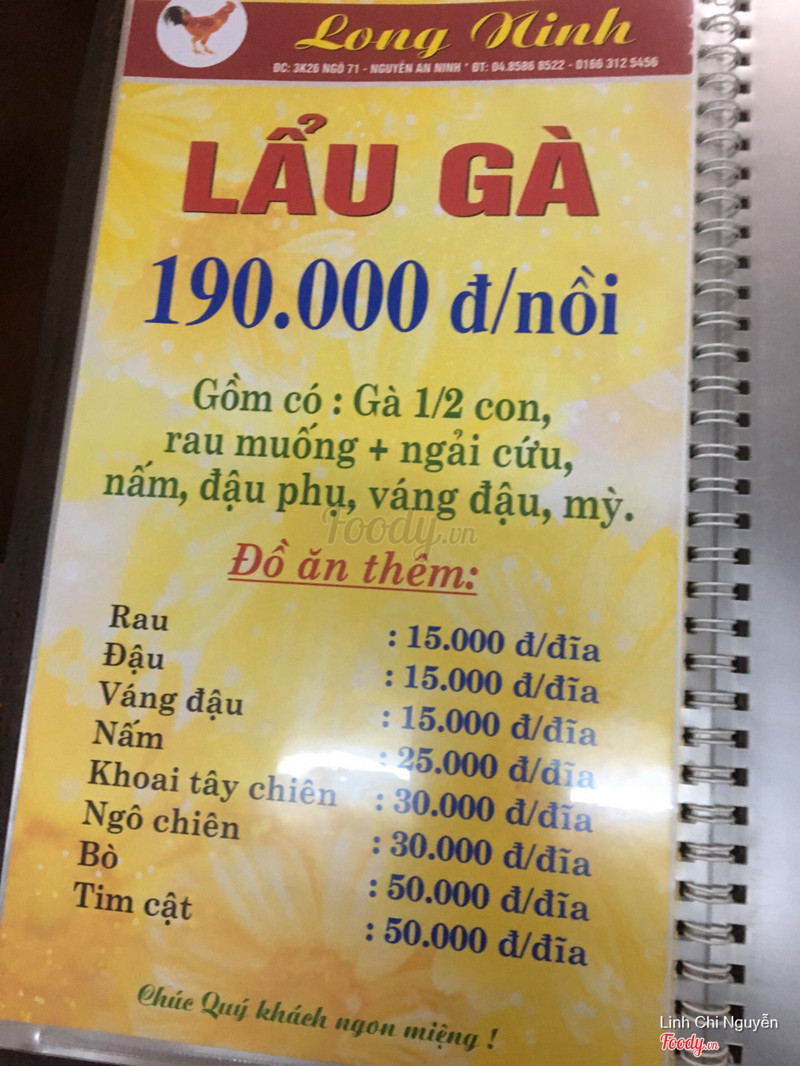 Long Ninh
ĐC: 3K26 NGÕ 71 - NGUYỄN AN NINH * ĐT: 04.8586 8522 - 0166 312 5456
LẨU GÀ
190.000 đ/nồi
Gồm có : Gà 1/2 con,
rau muống + ngải cứu,
nấm, đậu phụ, váng đậu, mỳ.
Foody.vn
Đồ ăn thêm:
Rau : 15.000 đ/đĩa
Đậu : 15.000 đ/đĩa
Váng đậu : 15.000 đ/đĩa
Nấm : 25.000 đ/đĩa
Khoai tây chiên : 30.000 đ/đĩa
Ngô chiên : 30.000 đ/đĩa
Bò : 50.000 đ/đĩa
Tim cật : 50.000 đ/đĩa
Chúc Quý khách ngon miệng !
Linh Chi Nguyễn
Foody.vn